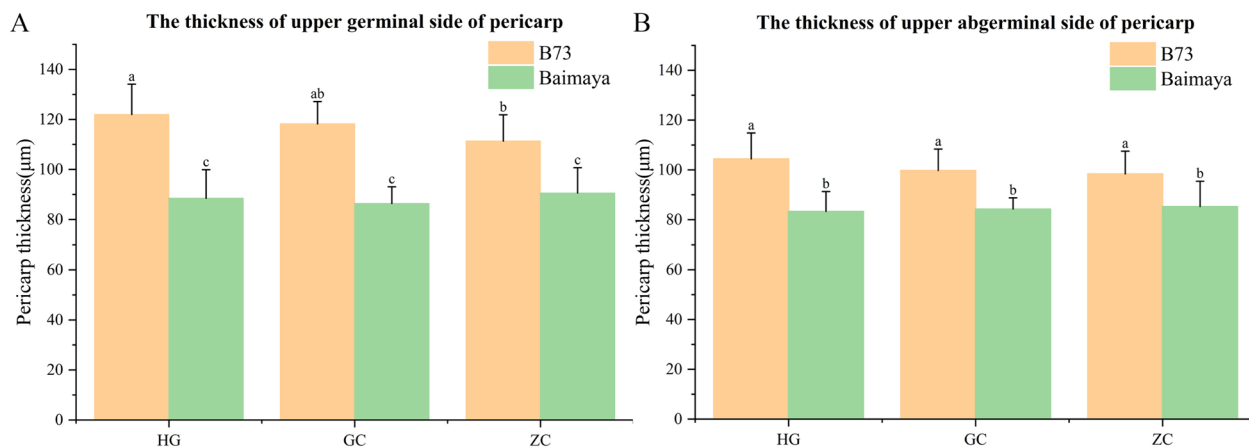 A
The thickness of upper germinal side of pericarp
B73
Baimaya
Pericarp thickness(μm)
140
120
100
80
60
40
20
0
a
c
ab
c
b
c
HG
GC
ZC
B
The thickness of upper abgerminal side of pericarp
B73
Baimaya
Pericarp thickness(μm)
140
120
100
80
60
40
20
0
a
b
a
b
a
b
HG
GC
ZC